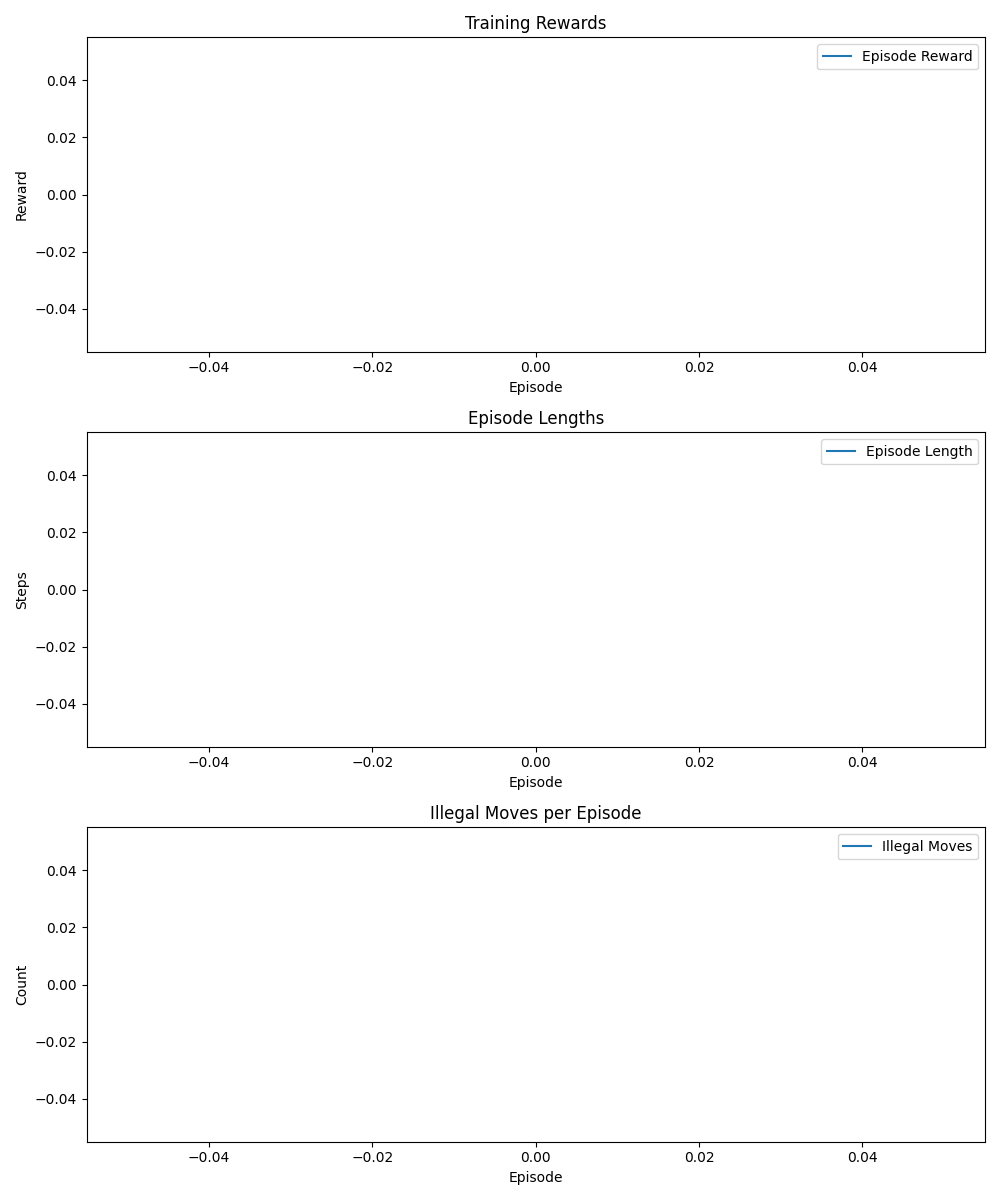 Training Rewards
Episode Reward
0.04
0.02
0.00
−0.02
−0.04
Reward
−0.04 −0.02 0.00 0.02 0.04
Episode
Episode Lengths
Episode Length
0.04
0.02
0.00
−0.02
−0.04
Steps
−0.04 −0.02 0.00 0.02 0.04
Episode
Illegal Moves per Episode
Illegal Moves
0.04
0.02
0.00
−0.02
−0.04
Count
−0.04 −0.02 0.00 0.02 0.04
Episode